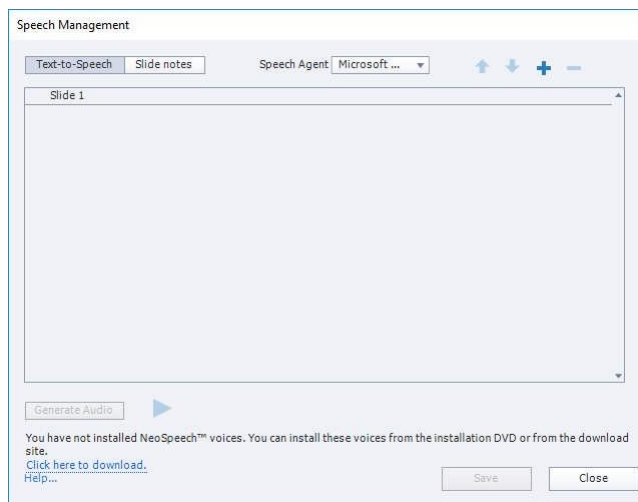 Speech Management
Text-to-Speech Slide notes Speech Agent Microsoft ...
Slide 1
Generate Audio
You have not installed NeoSpeech™ voices. You can install these voices from the installation DVD or from the download
site.
Click here to download.
Help...
Save Close